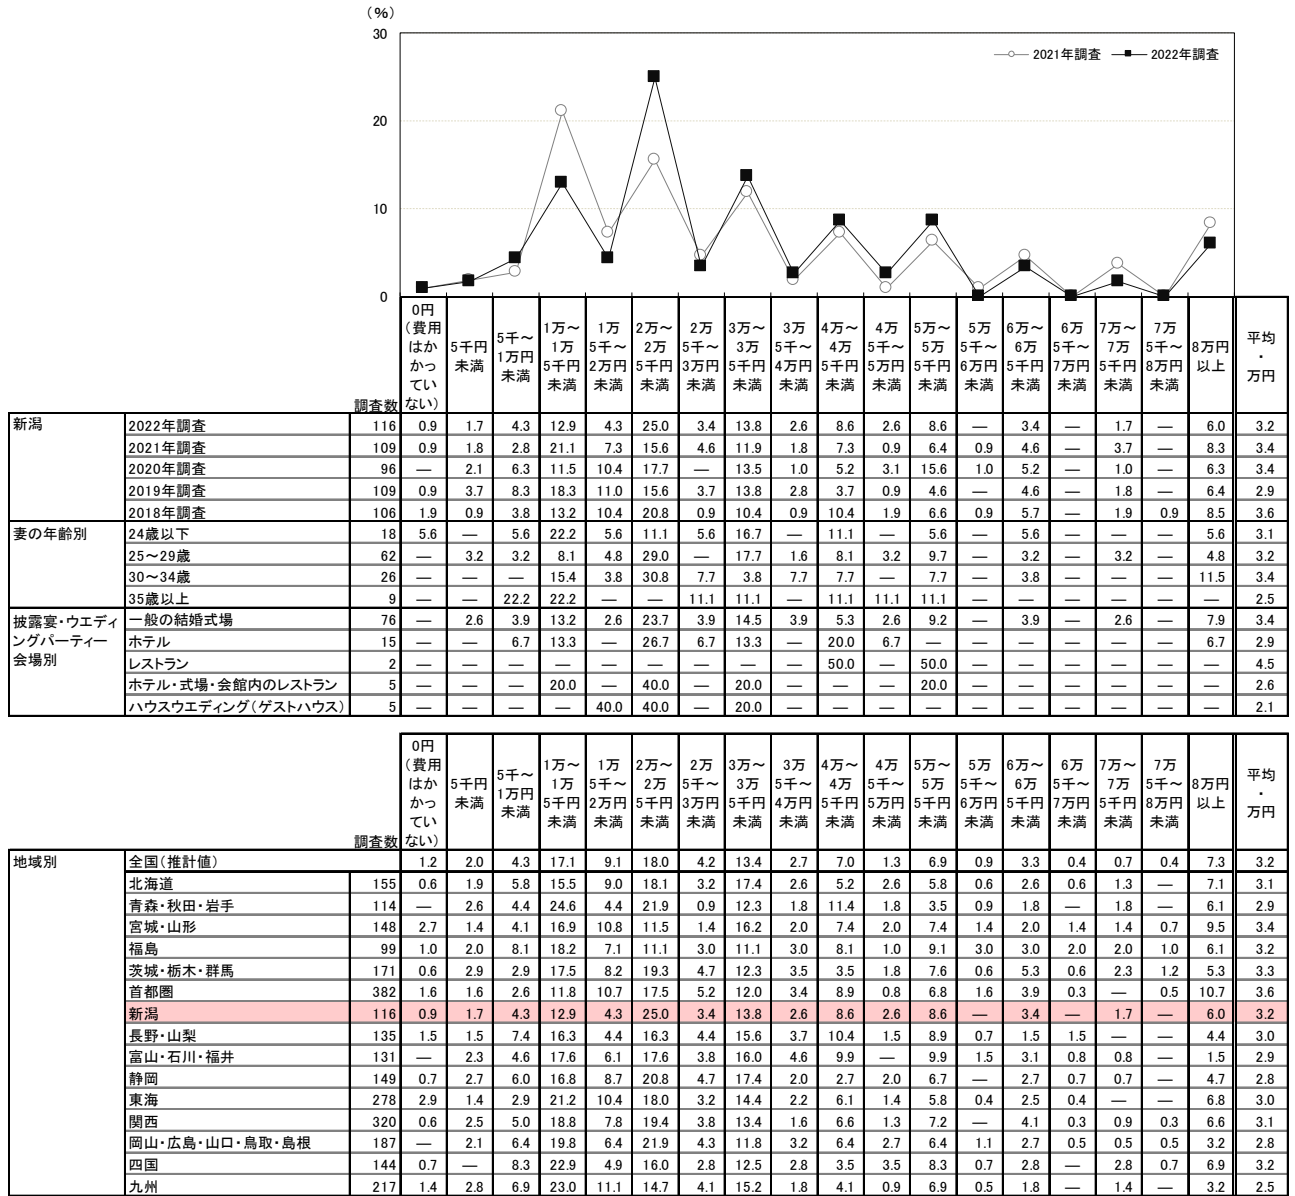 (%)
30
20
10
0
2021年調査 2022年調査
調査数 0円(費用はかかっていない) 5千円未満 5千～1万円未満 1万～1万5千円未満 1万5千～2万円未満 2万～2万5千円未満 2万5千～3万円未満 3万～3万5千円未満 3万5千～4万円未満 4万～4万5千円未満 4万5千～5万円未満 5万～5万5千円未満 5万5千～6万円未満 6万～6万5千円未満 6万5千～7万円未満 7万～7万5千円未満 7万5千～8万円未満 8万円以上 平均・万円
新潟 2022年調査 116 0.9 1.7 4.3 12.9 4.3 25.0 3.4 13.8 2.6 8.6 2.6 8.6 ― 3.4 ― 1.7 ― 6.0 3.2
2021年調査 109 0.9 1.8 2.8 21.1 7.3 15.6 4.6 11.9 1.8 7.3 0.9 6.4 0.9 4.6 ― 3.7 ― 8.3 3.4
2020年調査 96 ― 2.1 6.3 11.5 10.4 17.7 ― 13.5 1.0 5.2 3.1 15.6 1.0 5.2 ― 1.0 ― 6.3 3.4
2019年調査 109 0.9 3.7 8.3 18.3 11.0 15.6 3.7 13.8 2.8 3.7 0.9 4.6 ― 4.6 ― 1.8 ― 6.4 2.9
2018年調査 106 1.9 0.9 3.8 13.2 10.4 20.8 0.9 10.4 0.9 10.4 1.9 6.6 0.9 5.7 ― 1.9 0.9 8.5 3.6
妻の年齢別 24歳以下 18 5.6 ― 5.6 22.2 5.6 11.1 5.6 16.7 ― 11.1 ― 5.6 ― 5.6 ― ― ― 5.6 3.1
25～29歳 62 ― 3.2 3.2 8.1 4.8 29.0 ― 17.7 1.6 8.1 3.2 9.7 ― 3.2 ― 3.2 ― 4.8 3.2
30～34歳 26 ― ― ― 15.4 3.8 30.8 7.7 3.8 7.7 7.7 ― 7.7 ― 3.8 ― ― ― 11.5 3.4
35歳以上 9 ― ― 22.2 22.2 ― ― 11.1 11.1 ― 11.1 11.1 11.1 ― ― ― ― ― ― 2.5
披露宴・ウエディングパーティー会場別 一般の結婚式場 76 ― 2.6 3.9 13.2 2.6 23.7 3.9 14.5 3.9 5.3 2.6 9.2 ― 3.9 ― 2.6 ― 7.9 3.4
ホテル 15 ― ― 6.7 13.3 ― 26.7 6.7 13.3 ― 20.0 6.7 ― ― ― ― ― ― 6.7 2.9
レストラン 2 ― ― ― ― ― ― ― ― ― 50.0 ― 50.0 ― ― ― ― ― ― 4.5
ホテル・式場・会館内のレストラン 5 ― ― ― 20.0 ― 40.0 ― 20.0 ― ― ― 20.0 ― ― ― ― ― ― 2.6
ハウスウエディング(ゲストハウス) 5 ― ― ― ― 40.0 40.0 ― 20.0 ― ― ― ― ― ― ― ― ― ― 2.1
調査数 0円(費用はかかっていない) 5千円未満 5千～1万円未満 1万～1万5千円未満 1万5千～2万円未満 2万～2万5千円未満 2万5千～3万円未満 3万～3万5千円未満 3万5千～4万円未満 4万～4万5千円未満 4万5千～5万円未満 5万～5万5千円未満 5万5千～6万円未満 6万～6万5千円未満 6万5千～7万円未満 7万～7万5千円未満 7万5千～8万円未満 8万円以上 平均・万円
地域別 全国(推計値) 1.2 2.0 4.3 17.1 9.1 18.0 4.2 13.4 2.7 7.0 1.3 6.9 0.9 3.3 0.4 0.7 0.4 7.3 3.2
北海道 155 0.6 1.9 5.8 15.5 9.0 18.1 3.2 17.4 2.6 5.2 2.6 5.8 0.6 2.6 0.6 1.3 ― 7.1 3.1
青森・秋田・岩手 114 ― 2.6 4.4 24.6 4.4 21.9 0.9 12.3 1.8 11.4 1.8 3.5 0.9 1.8 ― 1.8 ― 6.1 2.9
宮城・山形 148 2.7 1.4 4.1 16.9 10.8 11.5 1.4 16.2 2.0 7.4 2.0 7.4 1.4 2.0 1.4 1.4 0.7 9.5 3.4
福島 99 1.0 2.0 8.1 18.2 7.1 11.1 3.0 11.1 3.0 8.1 1.0 9.1 3.0 3.0 2.0 2.0 1.0 6.1 3.2
茨城・栃木・群馬 171 0.6 2.9 2.9 17.5 8.2 19.3 4.7 12.3 3.5 3.5 1.8 7.6 0.6 5.3 0.6 2.3 1.2 5.3 3.3
首都圏 382 1.6 1.6 2.6 11.8 10.7 17.5 5.2 12.0 3.4 8.9 0.8 6.8 1.6 3.9 0.3 ― 0.5 10.7 3.6
新潟 116 0.9 1.7 4.3 12.9 4.3 25.0 3.4 13.8 2.6 8.6 2.6 8.6 ― 3.4 ― 1.7 ― 6.0 3.2
長野・山梨 135 1.5 1.5 7.4 16.3 4.4 16.3 4.4 15.6 3.7 10.4 1.5 8.9 0.7 1.5 1.5 ― ― 4.4 3.0
富山・石川・福井 131 ― 2.3 4.6 17.6 6.1 17.6 3.8 16.0 4.6 9.9 ― 9.9 1.5 3.1 0.8 0.8 ― 1.5 2.9
静岡 149 0.7 2.7 6.0 16.8 8.7 20.8 4.7 17.4 2.0 2.7 2.0 6.7 ― 2.7 0.7 0.7 ― 4.7 2.8
東海 278 2.9 1.4 2.9 21.2 10.4 18.0 3.2 14.4 2.2 6.1 1.4 5.8 0.4 2.5 0.4 ― ― 6.8 3.0
関西 320 0.6 2.5 5.0 18.8 7.8 19.4 3.8 13.4 1.6 6.6 1.3 7.2 ― 4.1 0.3 0.9 0.3 6.6 3.1
岡山・広島・山口・鳥取・島根 187 ― 2.1 6.4 19.8 6.4 21.9 4.3 11.8 3.2 6.4 2.7 6.4 1.1 2.7 0.5 0.5 0.5 3.2 2.8
四国 144 0.7 ― 8.3 22.9 4.9 16.0 2.8 12.5 2.8 3.5 3.5 8.3 0.7 2.8 ― 2.8 0.7 6.9 3.2
九州 217 1.4 2.8 6.9 23.0 11.1 14.7 4.1 15.2 1.8 4.1 0.9 6.9 0.5 1.8 ― 1.4 ― 3.2 2.5